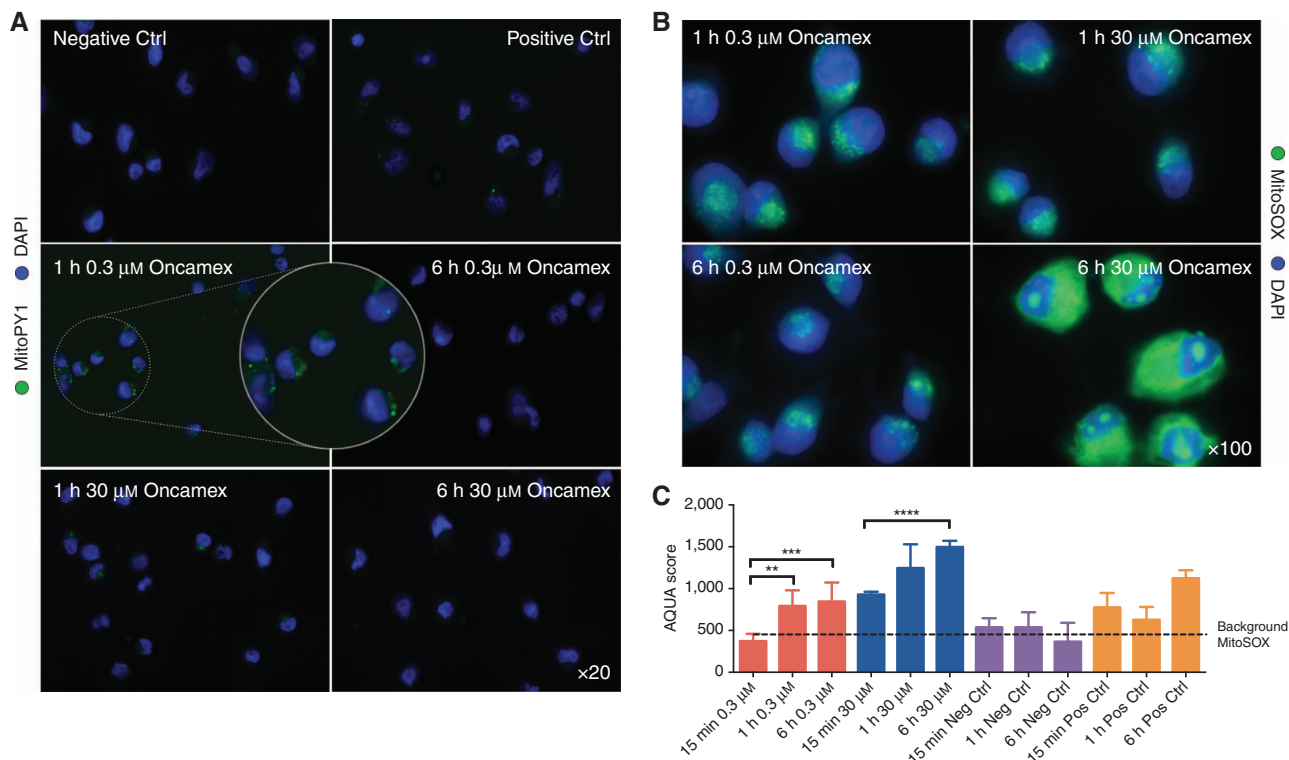 A
MitoPY1 DAPI
Negative Ctrl
Positive Ctrl
1 h 0.3 μM Oncamex
6 h 0.3μ M Oncamex
1 h 30 μM Oncamex
6 h 30 μM Oncamex
×20
B
1 h 0.3 μM Oncamex
1 h 30 μM Oncamex
6 h 0.3 μM Oncamex
6 h 30 μM Oncamex
×100
MitoSOX
DAPI
C
AQUA score
2,000
1,500
1,000
500
0
**
***
****
Background
MitoSOX
15 min 0.3 μM
1 h 0.3 μM
6 h 0.3 μM
15 min 30 μM
1 h 30 μM
6 h 30 μM
15 min Neg Ctrl
1 h Neg Ctrl
6 h Neg Ctrl
15 min Pos Ctrl
1 h Pos Ctrl
6 h Pos Ctrl